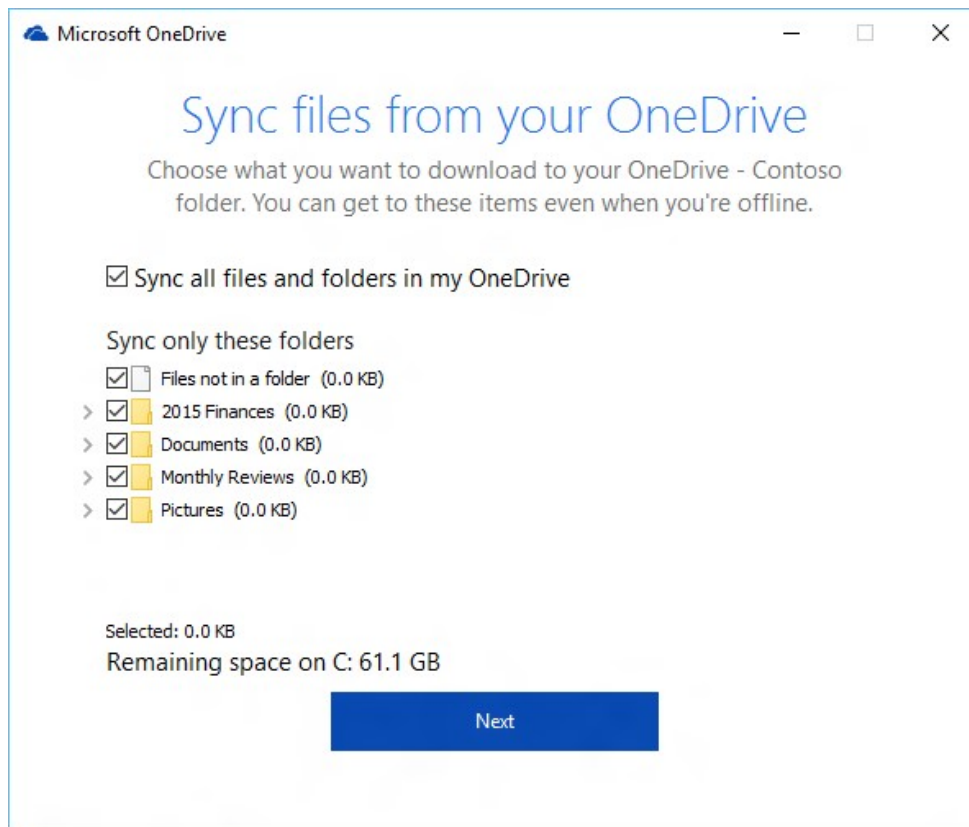 Microsoft OneDrive
Sync files from your OneDrive
Choose what you want to download to your OneDrive - Contoso
folder. You can get to these items even when you're offline.
Sync all files and folders in my OneDrive
Sync only these folders
Files not in a folder (0.0 KB)
2015 Finances (0.0 KB)
Documents (0.0 KB)
Monthly Reviews (0.0 KB)
Pictures (0.0 KB)
Selected: 0.0 KB
Remaining space on C: 61.1 GB
Next